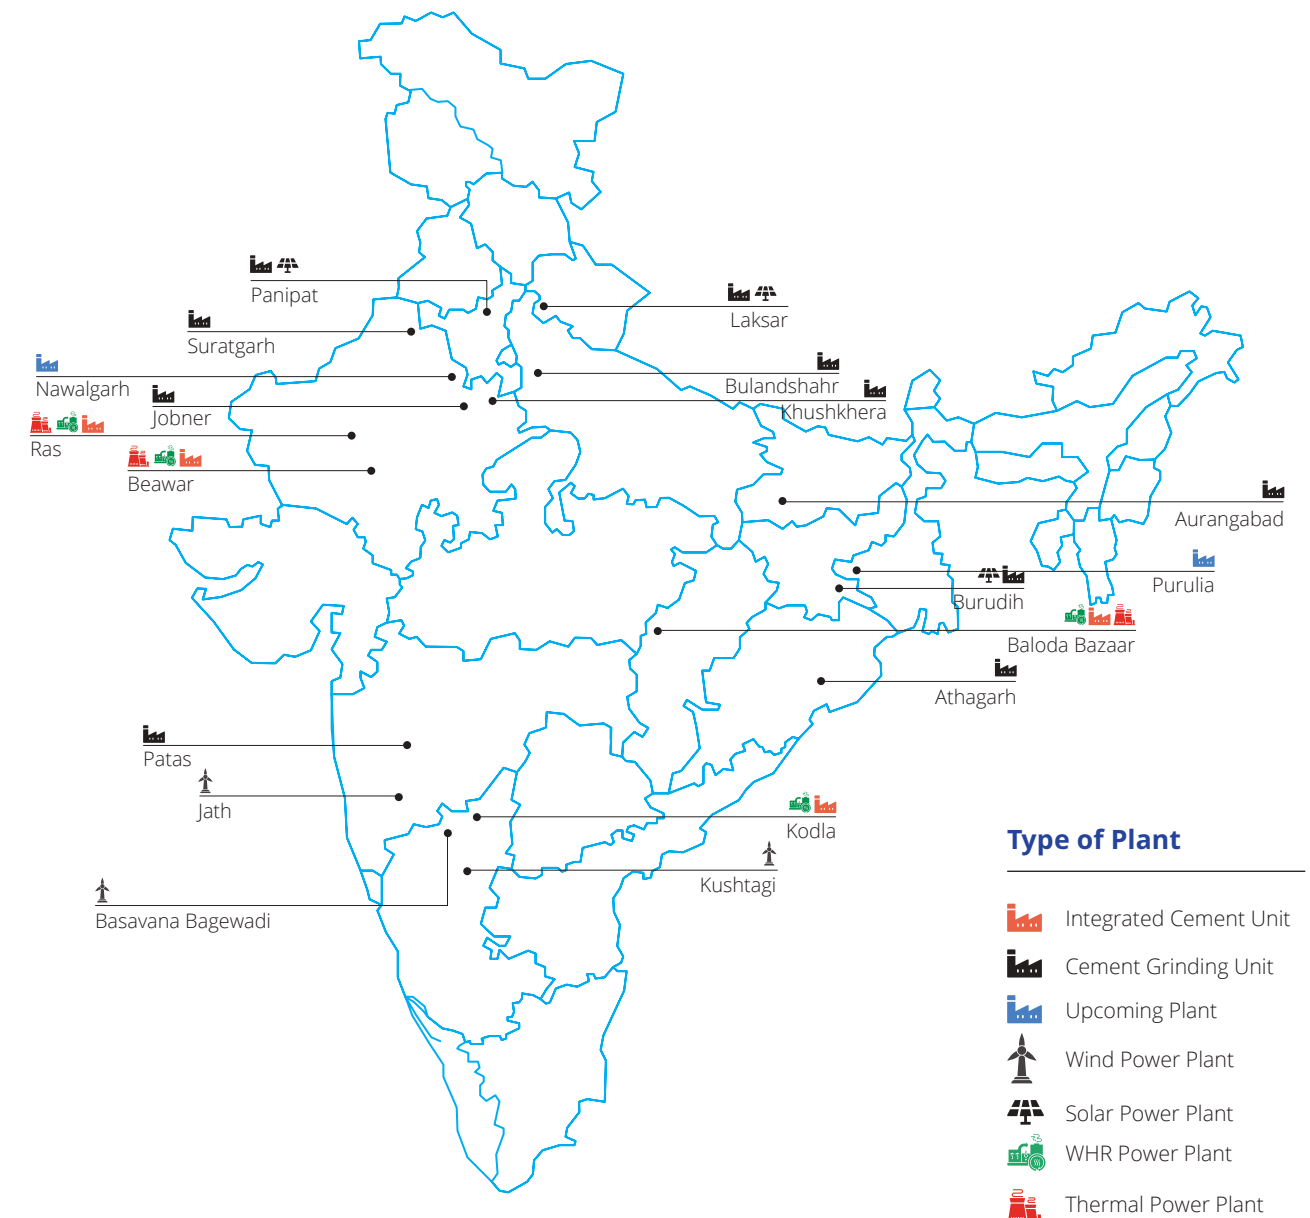 Panipat
Laksar
Suratgarh
Nawalgarh
Bulandshahr
Jobner
Khushkhera
Ras
Beawar
Aurangabad
Purulia
Burudih
Baloda Bazaar
Athagarh
Patas
Jath
Kodla
Kushtagi
Basavana Bagewadi
Type of Plant
Integrated Cement Unit
Cement Grinding Unit
Upcoming Plant
Wind Power Plant
Solar Power Plant
WHR Power Plant
Thermal Power Plant